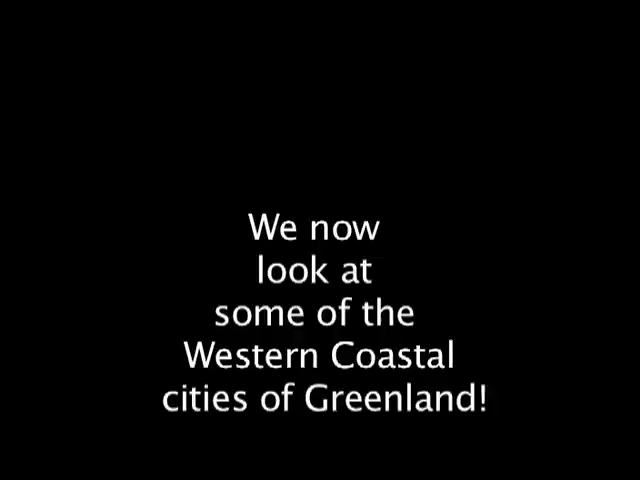 We now
look at
some of the
Western Coastal
cities of Greenland!